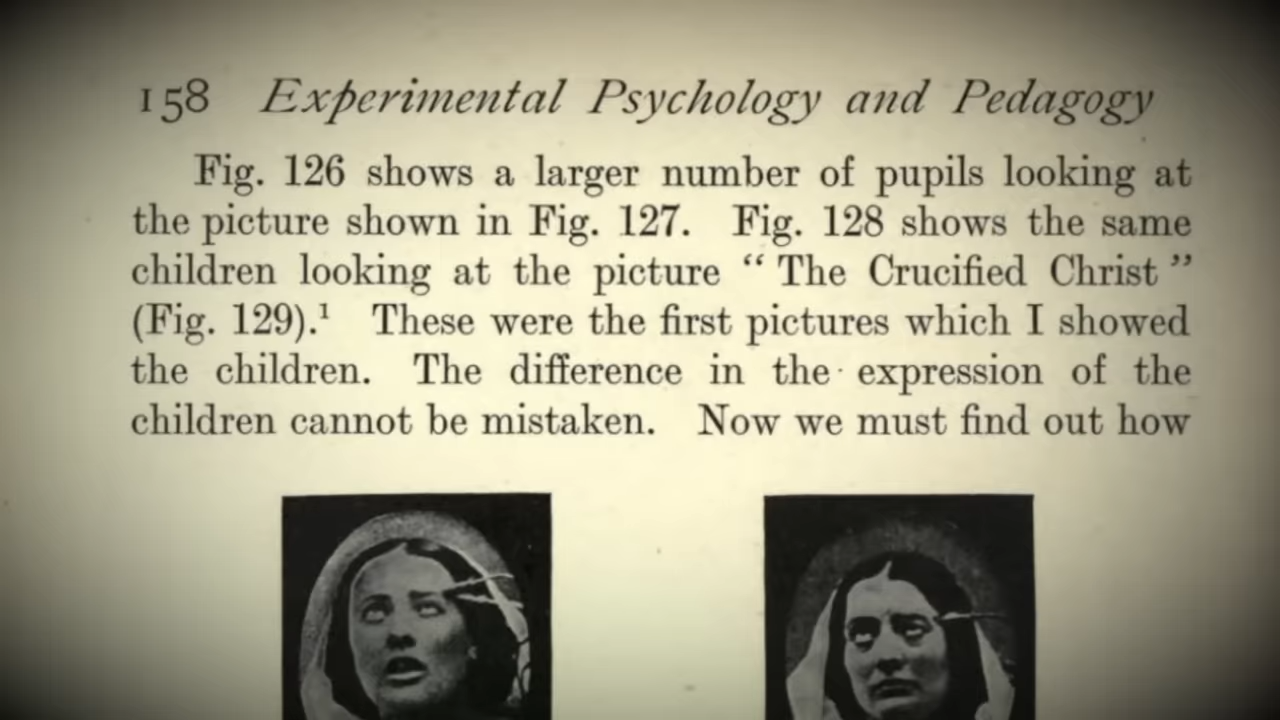 158 Experimental Psychology and Pedagogy
Fig. 126 shows a larger number of pupils looking at
the picture shown in Fig. 127. Fig. 128 shows the same
children looking at the picture “ The Crucified Christ ”
(Fig. 129).¹ These were the first pictures which I showed
the children. The difference in the expression of the
children cannot be mistaken. Now we must find out how